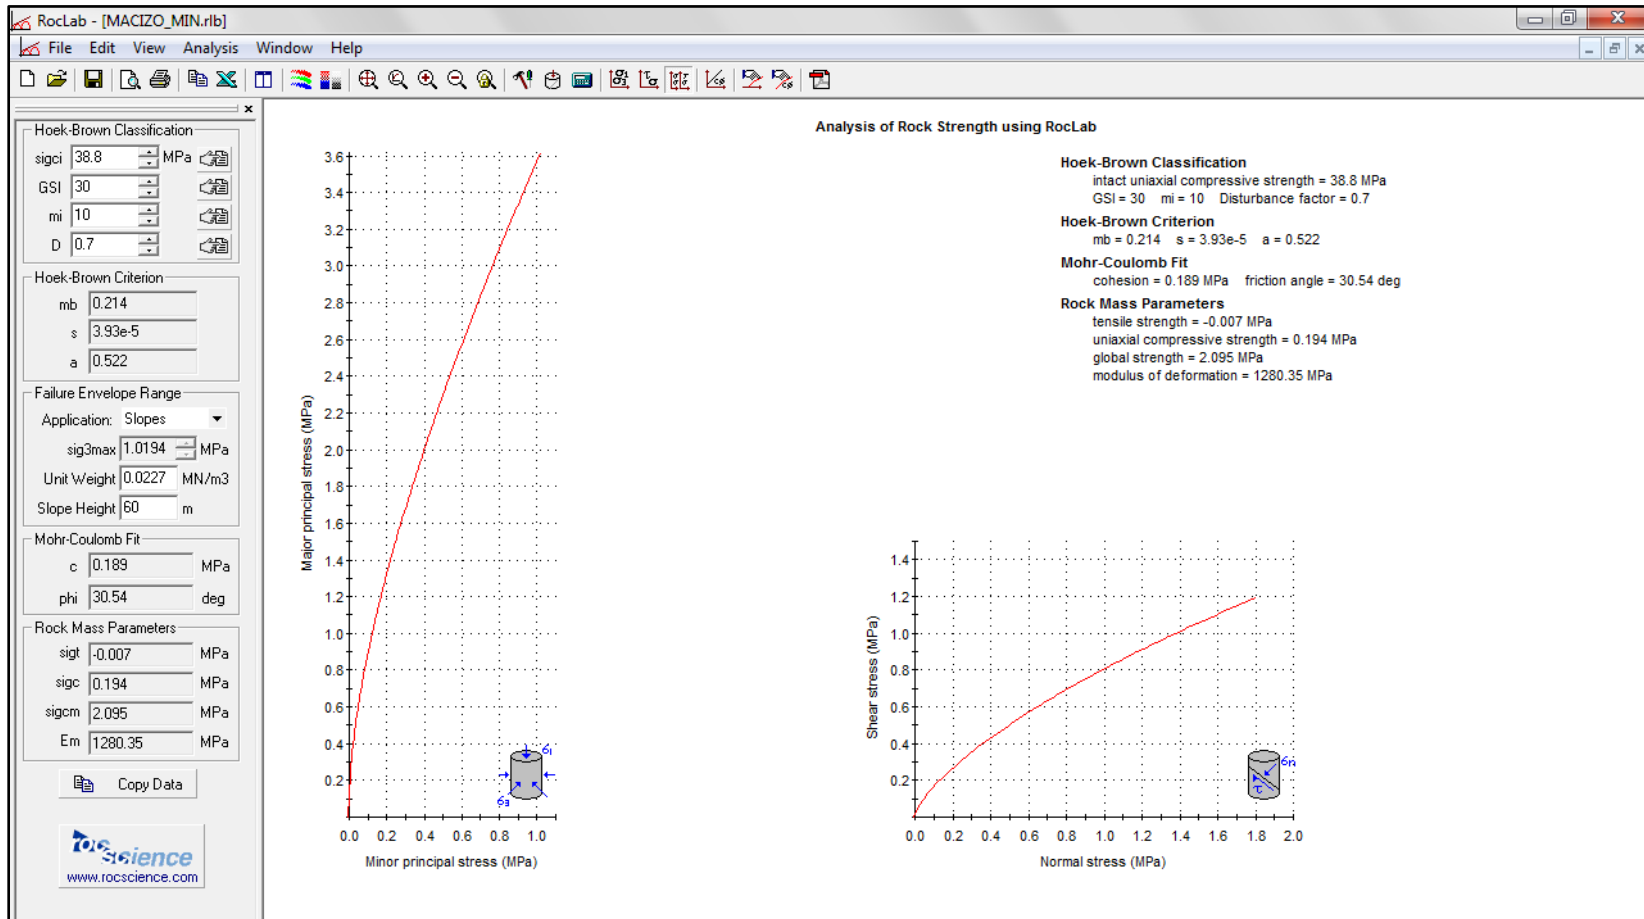 RocLab - [MACIZO_MIN.rlb]
File Edit View Analysis Window Help
Hoek-Brown Classification
sigci 38.8 MPa
GSI 30
mi 10
D 0.7
Hoek-Brown Criterion
mb 0.214
s 3.93e-5
a 0.522
Failure Envelope Range
Application: Slopes
sig3max 1.0194 MPa
Unit Weight 0.0227 MN/m3
Slope Height 60 m
Mohr-Coulomb Fit
c 0.189 MPa
phi 30.54 deg
Rock Mass Parameters
sigt -0.007 MPa
sigc 0.194 MPa
sigcm 2.095 MPa
Em 1280.35 MPa
Copy Data
rocscience
www.rocscience.com
Analysis of Rock Strength using RocLab
Hoek-Brown Classification
intact uniaxial compressive strength = 38.8 MPa
GSI = 30 mi = 10 Disturbance factor = 0.7
Hoek-Brown Criterion
mb = 0.214 s = 3.93e-5 a = 0.522
Mohr-Coulomb Fit
cohesion = 0.189 MPa friction angle = 30.54 deg
Rock Mass Parameters
tensile strength = -0.007 MPa
uniaxial compressive strength = 0.194 MPa
global strength = 2.095 MPa
modulus of deformation = 1280.35 MPa
Major principal stress (MPa)
3.6
3.4
3.2
3.0
2.8
2.6
2.4
2.2
2.0
1.8
1.6
1.4
1.2
1.0
0.8
0.6
0.4
0.2
0.0 0.2 0.4 0.6 0.8 1.0
Minor principal stress (MPa)
σ1
σ3
Shear stress (MPa)
1.4
1.2
1.0
0.8
0.6
0.4
0.2
0.0 0.2 0.4 0.6 0.8 1.0 1.2 1.4 1.6 1.8 2.0
Normal stress (MPa)
σn
τ